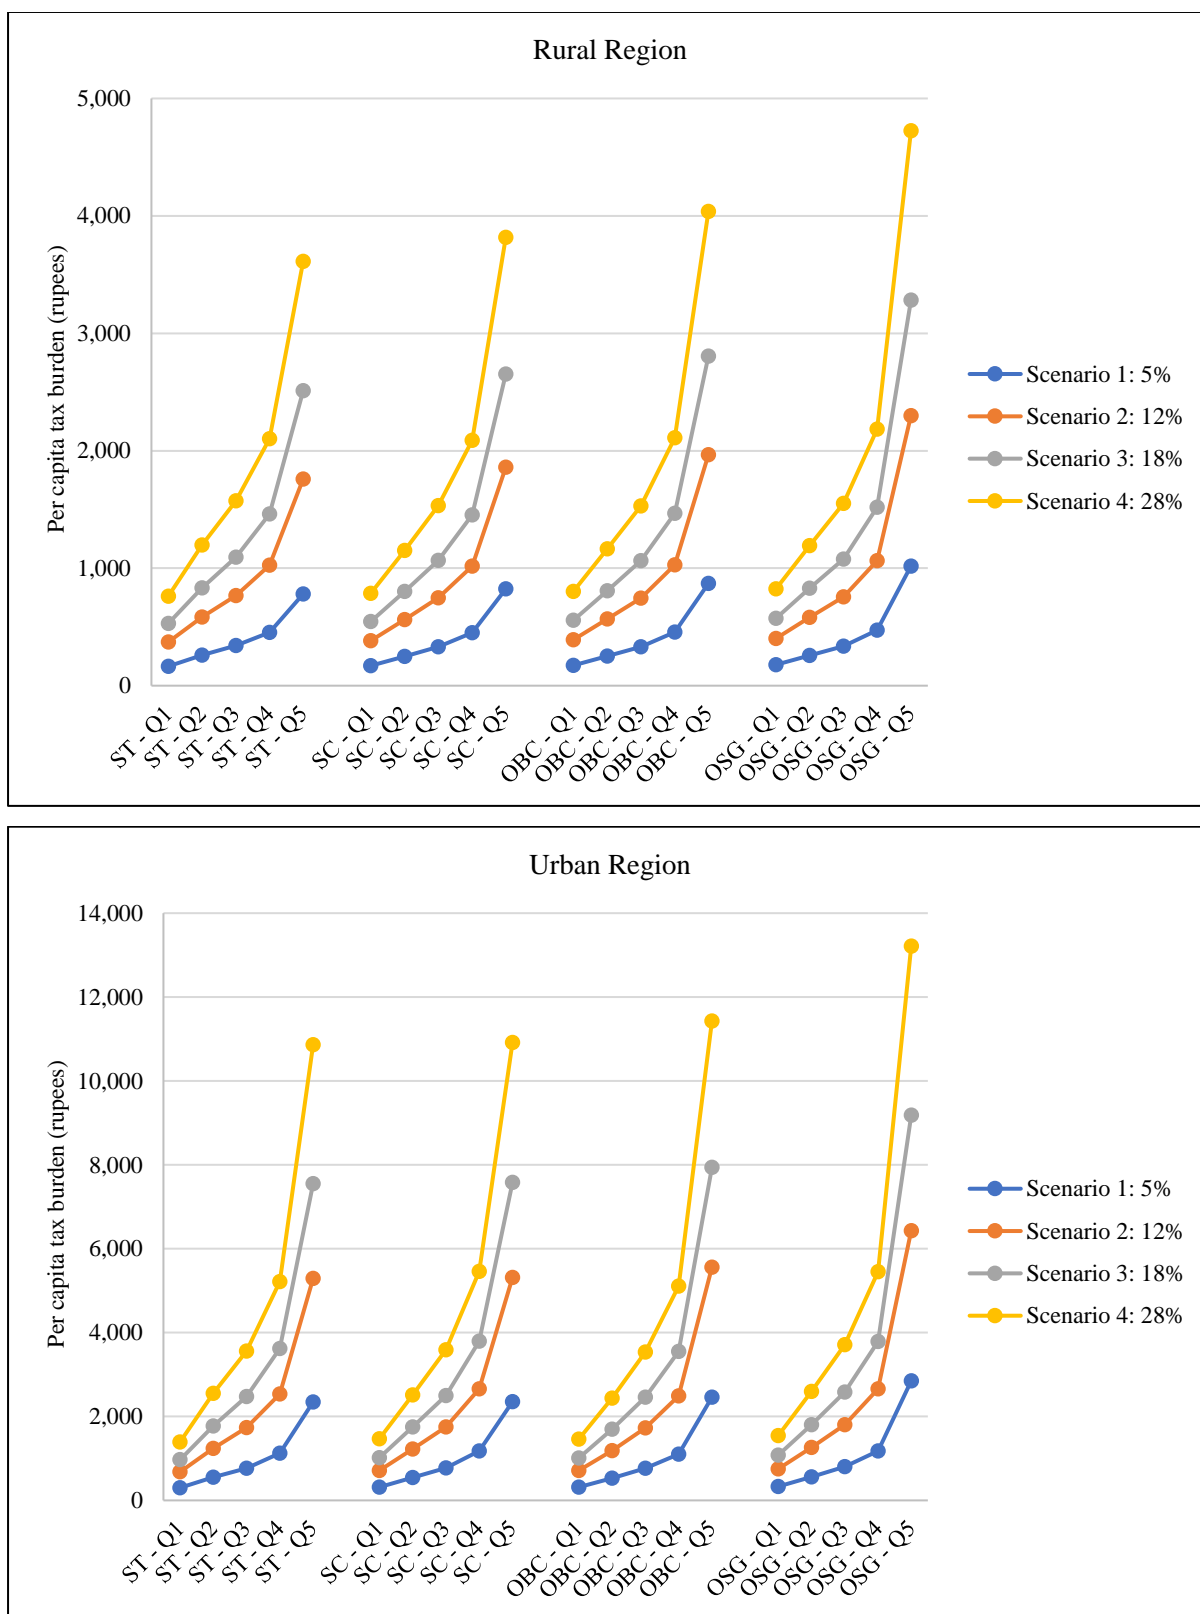 Rural Region
Per capita tax burden (rupees)
5,000
4,000
3,000
2,000
1,000
0
ST - Q1
ST - Q2
ST - Q3
ST - Q4
ST - Q5
SC - Q1
SC - Q2
SC - Q3
SC - Q4
SC - Q5
OBC - Q1
OBC - Q2
OBC - Q3
OBC - Q4
OBC - Q5
OSG - Q1
OSG - Q2
OSG - Q3
OSG - Q4
OSG - Q5
Scenario 1: 5%
Scenario 2: 12%
Scenario 3: 18%
Scenario 4: 28%
Urban Region
Per capita tax burden (rupees)
14,000
12,000
10,000
8,000
6,000
4,000
2,000
0
ST - Q1
ST - Q2
ST - Q3
ST - Q4
ST - Q5
SC - Q1
SC - Q2
SC - Q3
SC - Q4
SC - Q5
OBC - Q1
OBC - Q2
OBC - Q3
OBC - Q4
OBC - Q5
OSG - Q1
OSG - Q2
OSG - Q3
OSG - Q4
OSG - Q5
Scenario 1: 5%
Scenario 2: 12%
Scenario 3: 18%
Scenario 4: 28%